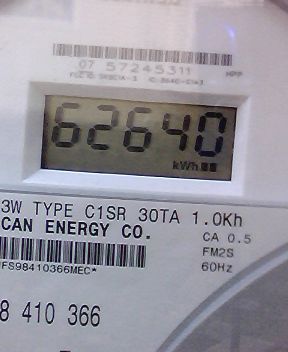 07 57245311 HPP
62640
kWh
3W TYPE C1SR 30TA 1.0Kh
CAN ENERGY CO. CA 0.5
FM2S
FS98410366MEC* 60Hz
8 410 366